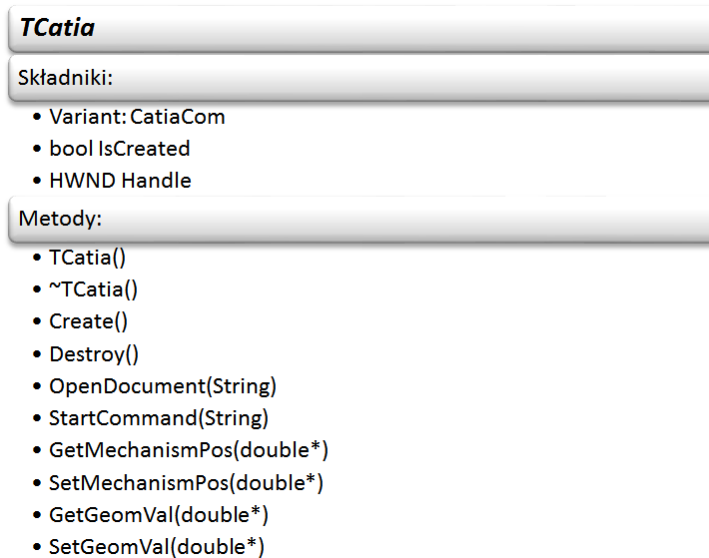 TCatia
Składniki:
• Variant: CatiaCom
• bool IsCreated
• HWND Handle
Metody:
• TCatia()
• ~TCatia()
• Create()
• Destroy()
• OpenDocument(String)
• StartCommand(String)
• GetMechanismPos(double*)
• SetMechanismPos(double*)
• GetGeomVal(double*)
• SetGeomVal(double*)